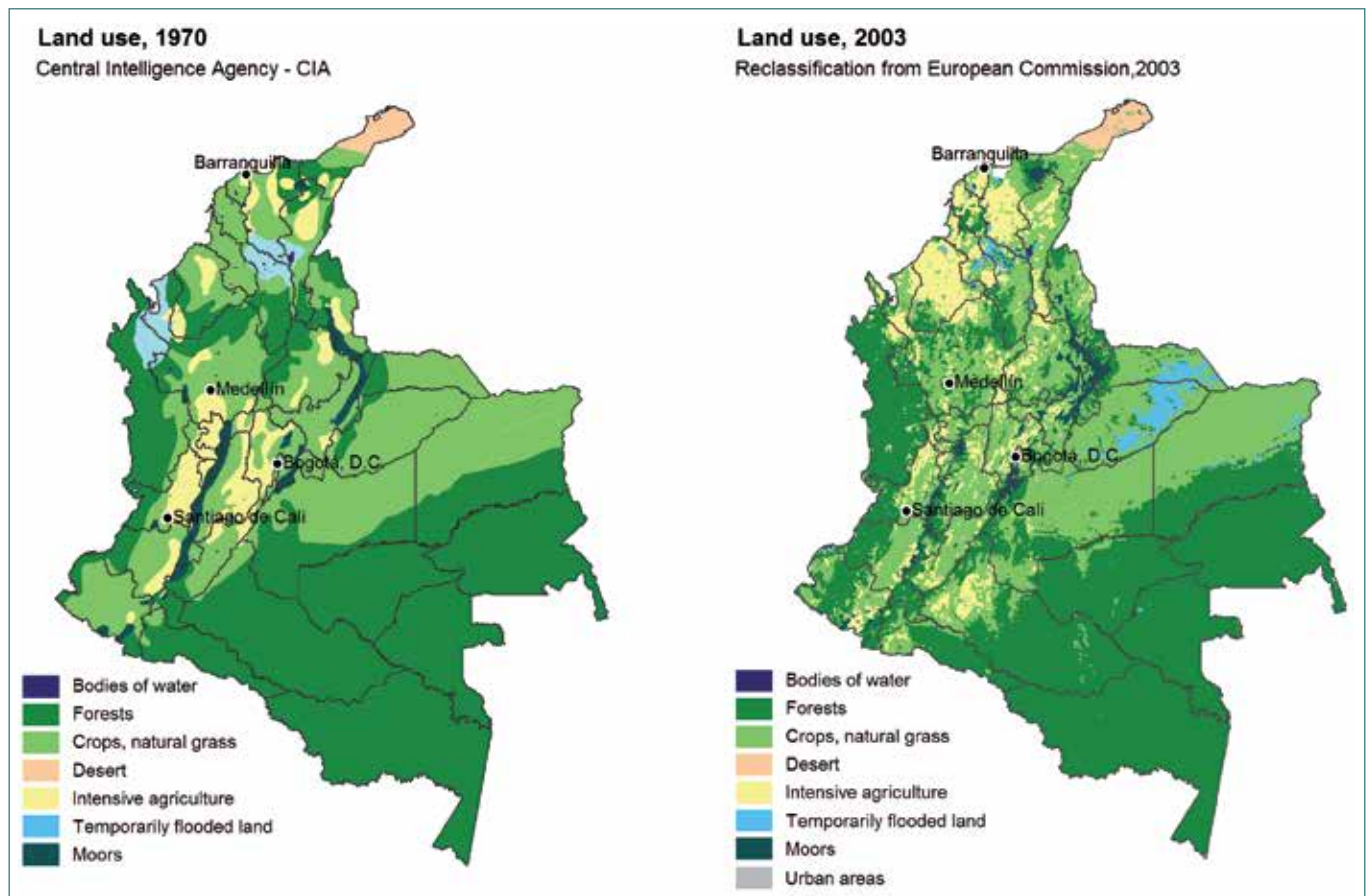 Land use, 1970
Central Intelligence Agency - CIA
Barranquilla
Medellín
Bogotá, D.C.
Santiago de Cali
Bodies of water
Forests
Crops, natural grass
Desert
Intensive agriculture
Temporarily flooded land
Moors
Land use, 2003
Reclassification from European Commission,2003
Barranquilla
Medellín
Bogotá, D.C.
Santiago de Cali
Bodies of water
Forests
Crops, natural grass
Desert
Intensive agriculture
Temporarily flooded land
Moors
Urban areas